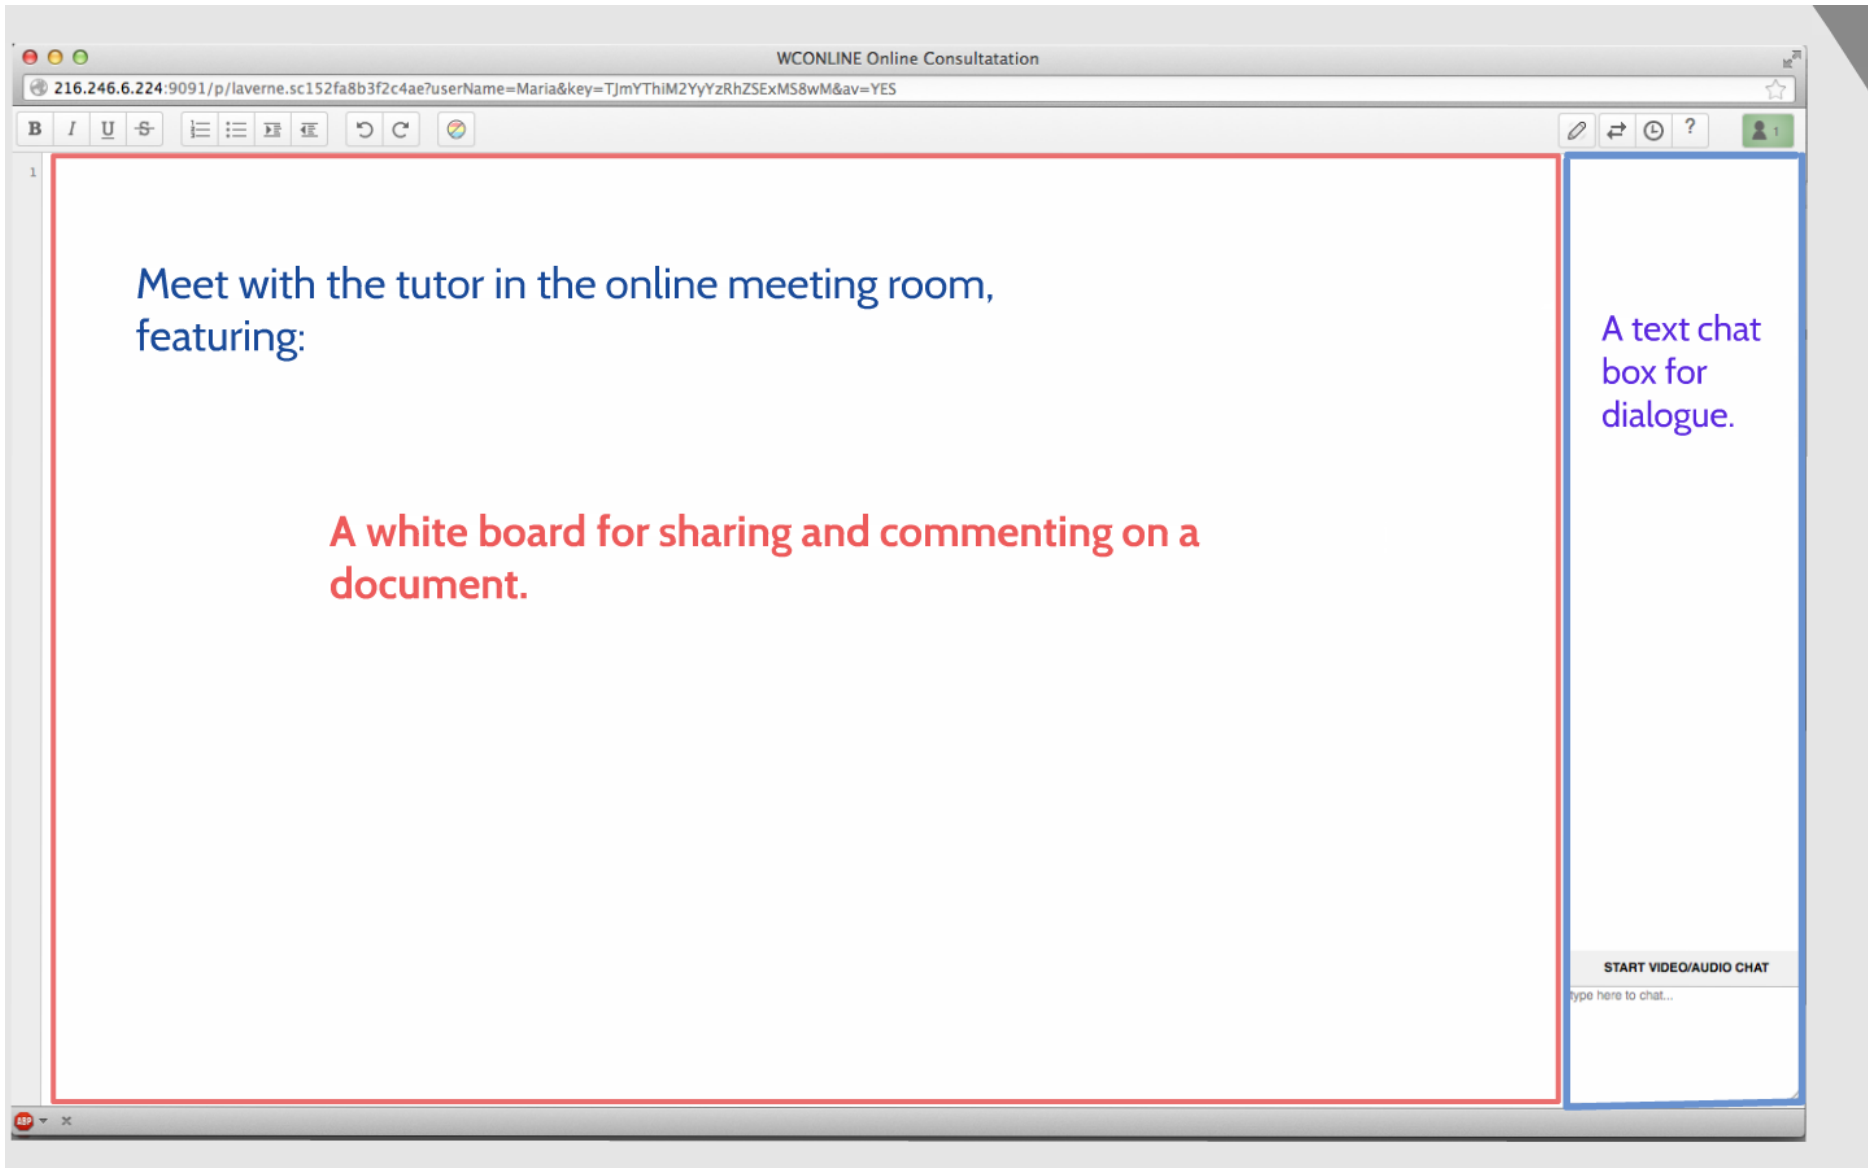 WCONLINE Online Consultatation
216.246.6.224:9091/p/laverne.sc152fa8b3f2c4ae?userName=Maria&key=TJmYThiM2YyYzRhZSExMS8wM&av=YES
B I U S ?
1
1
Meet with the tutor in the online meeting room,
featuring:
A text chat
box for
dialogue.
A white board for sharing and commenting on a
document.
START VIDEO/AUDIO CHAT
type here to chat...
ABP